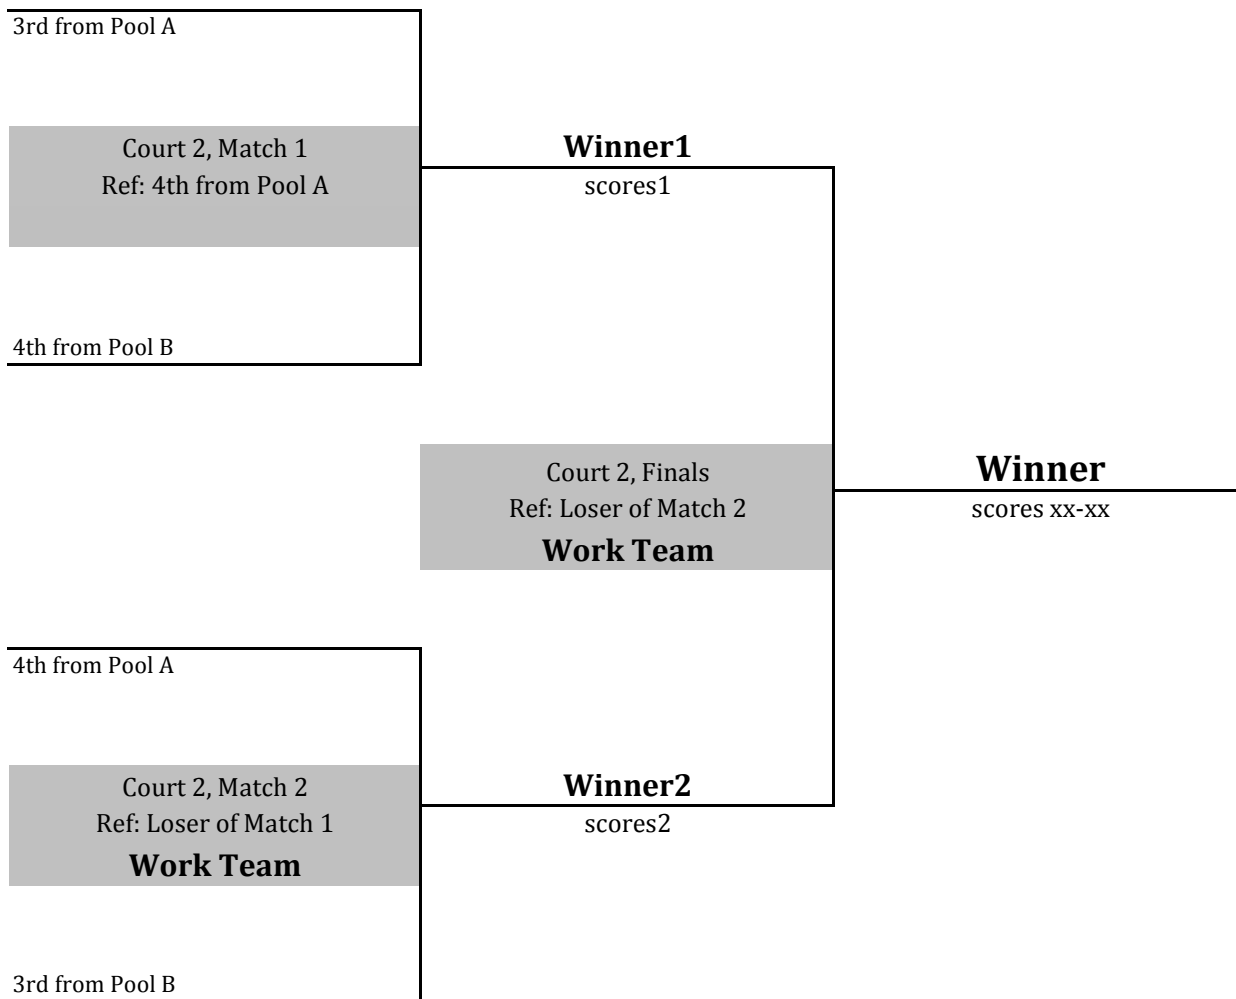 3rd from Pool A
Court 2, Match 1
Ref: 4th from Pool A
Winner1
scores1
4th from Pool B
Court 2, Finals
Ref: Loser of Match 2
Work Team
Winner
scores xx-xx
4th from Pool A
Court 2, Match 2
Ref: Loser of Match 1
Work Team
Winner2
scores2
3rd from Pool B